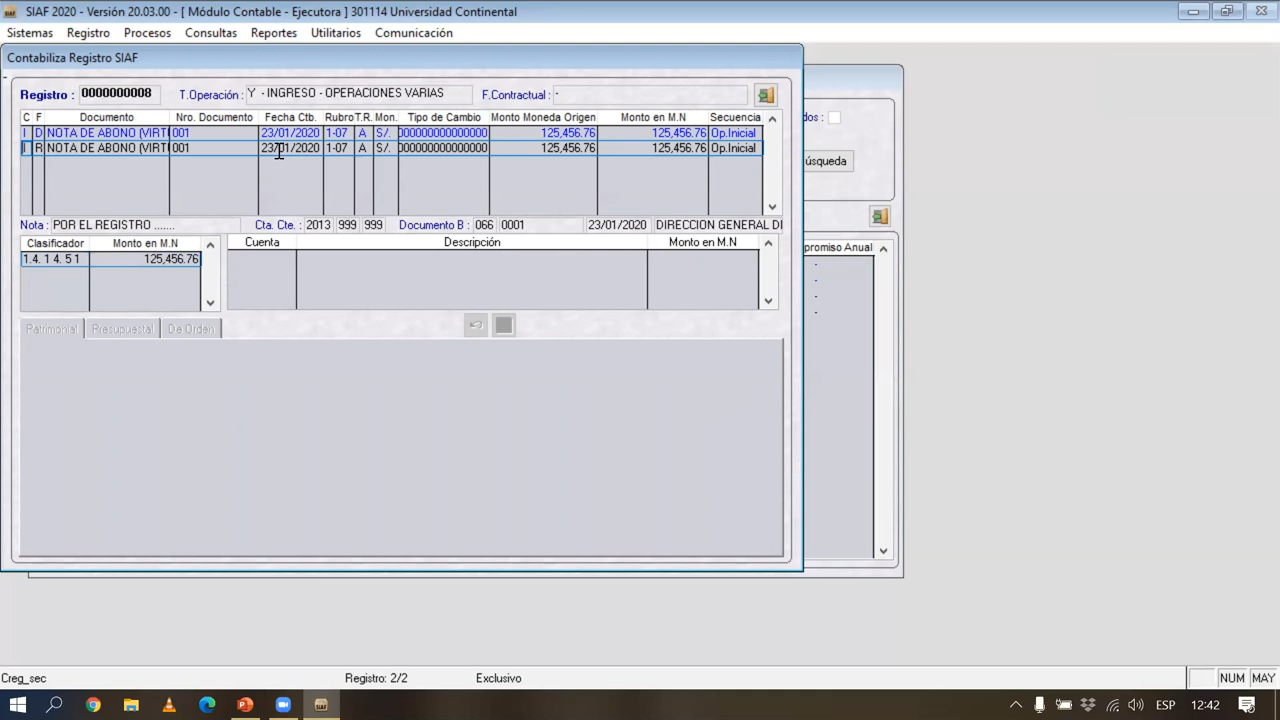 SIAF 2020 - Versión 20.03.00 - [ Módulo Contable - Ejecutora ] 301114 Universidad Continental
Sistemas Registro Procesos Consultas Reportes Utilitarios Comunicación
Contabiliza Registro SIAF
Registro : 0000000008 T.Operación : Y - INGRESO - OPERACIONES VARIAS F.Contractual : -
C F Documento Nro. Documento Fecha Ctb. Rubro T.R. Mon. Tipo de Cambio Monto Moneda Origen Monto en M.N Secuencia
I D NOTA DE ABONO (VIRT 001 23/01/2020 1-07 A S/. 000000000000000 125,456.76 125,456.76 Op.Inicial
I R NOTA DE ABONO (VIRT 001 23/01/2020 1-07 A S/. 000000000000000 125,456.76 125,456.76 Op.Inicial
Nota : POR EL REGISTRO ....... Cta. Cte. : 2013 999 999 Documento B : 066 0001 23/01/2020 DIRECCION GENERAL DE
Clasificador Monto en M.N Cuenta Descripción Monto en M.N
1.4. 1 4. 5 1 125,456.76
Patrimonial Presupuestal De Orden
dos :
úsqueda
promiso Anual
-
-
-
-
Creg_sec Registro: 2/2 Exclusivo NUM MAY
ESP 12:42